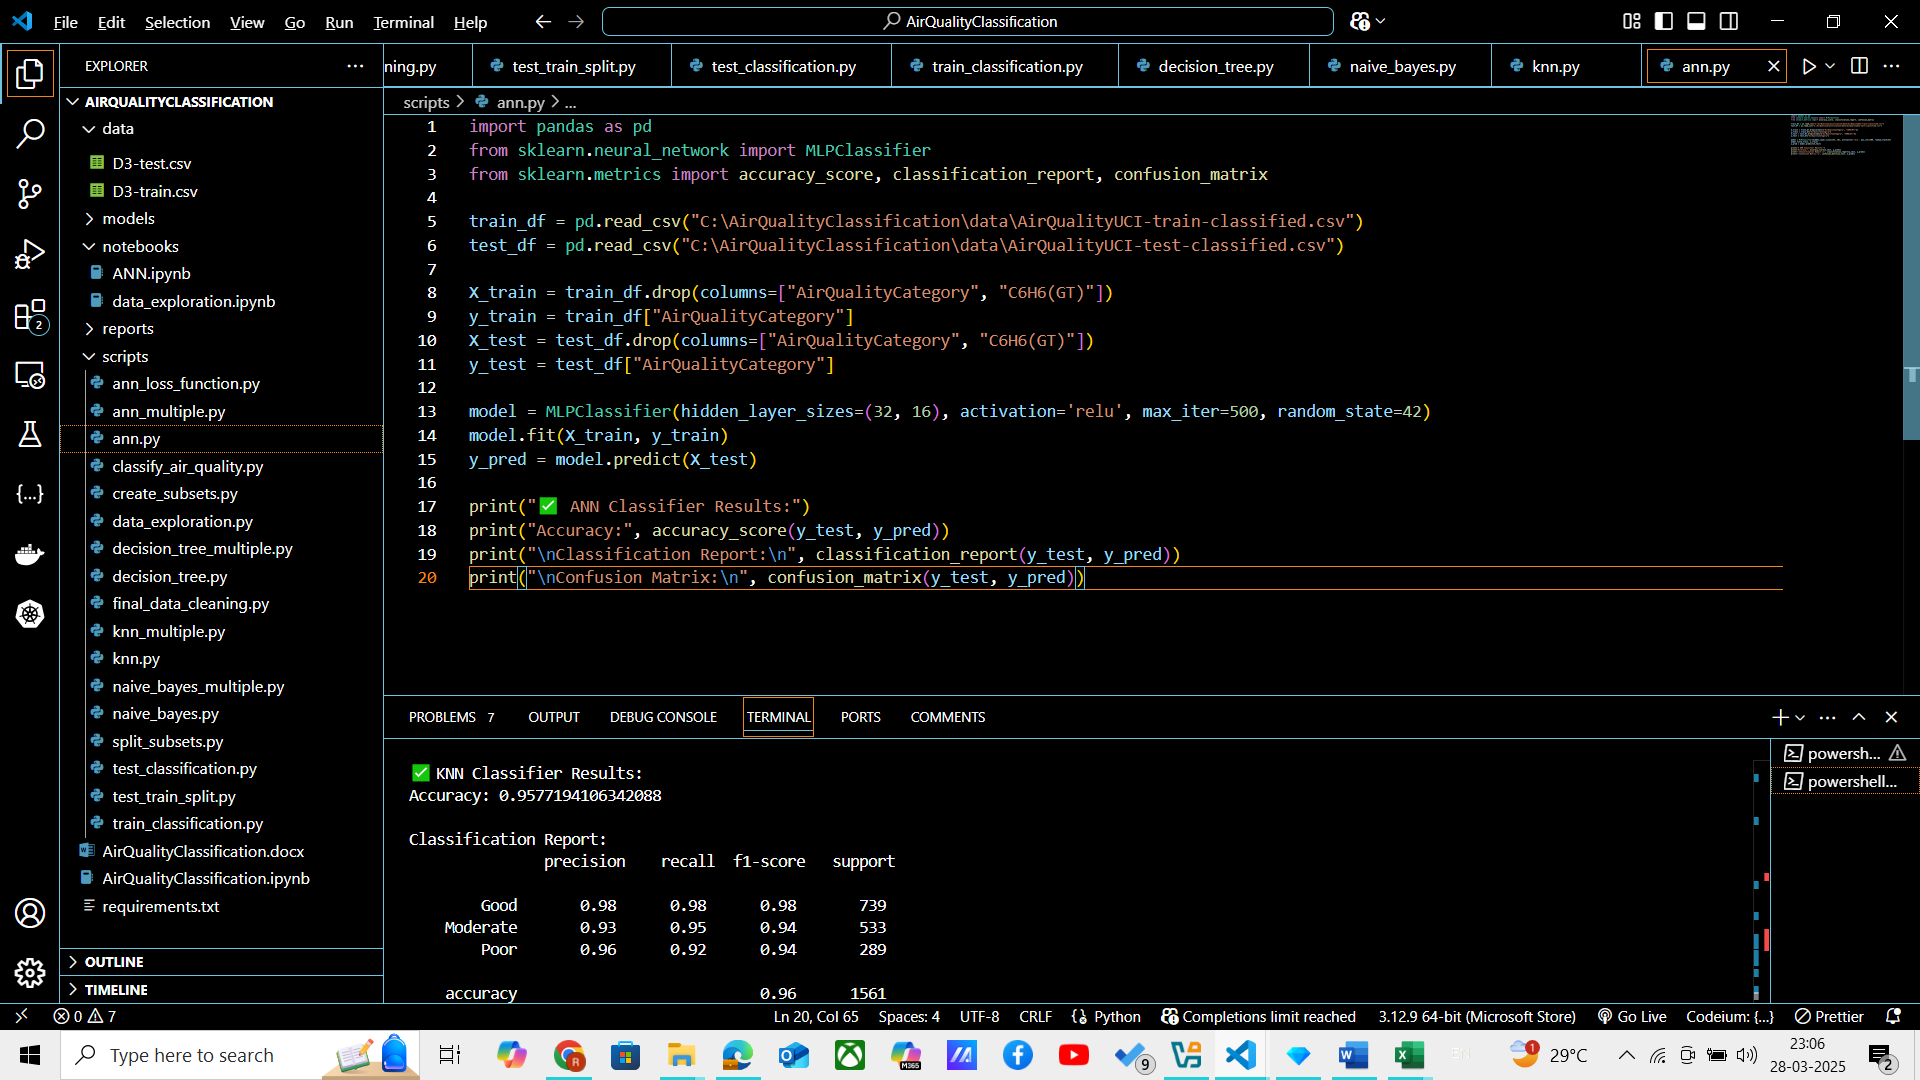 File Edit Selection View Go Run Terminal Help
AirQualityClassification
EXPLORER
ning.py test_train_split.py test_classification.py train_classification.py decision_tree.py naive_bayes.py knn.py ann.py
AIRQUALITYCLASSIFICATION
data
D3-test.csv
D3-train.csv
models
notebooks
ANN.ipynb
data_exploration.ipynb
reports
scripts
ann_loss_function.py
ann_multiple.py
ann.py
classify_air_quality.py
create_subsets.py
data_exploration.py
decision_tree_multiple.py
decision_tree.py
final_data_cleaning.py
knn_multiple.py
knn.py
naive_bayes_multiple.py
naive_bayes.py
split_subsets.py
test_classification.py
test_train_split.py
train_classification.py
AirQualityClassification.docx
AirQualityClassification.ipynb
requirements.txt
OUTLINE
TIMELINE
2
scripts > ann.py > ...
1 import pandas as pd
2 from sklearn.neural_network import MLPClassifier
3 from sklearn.metrics import accuracy_score, classification_report, confusion_matrix
4
5 train_df = pd.read_csv("C:\AirQualityClassification\data\AirQualityUCI-train-classified.csv")
6 test_df = pd.read_csv("C:\AirQualityClassification\data\AirQualityUCI-test-classified.csv")
7
8 X_train = train_df.drop(columns=["AirQualityCategory", "C6H6(GT)"])
9 y_train = train_df["AirQualityCategory"]
10 X_test = test_df.drop(columns=["AirQualityCategory", "C6H6(GT)"])
11 y_test = test_df["AirQualityCategory"]
12
13 model = MLPClassifier(hidden_layer_sizes=(32, 16), activation='relu', max_iter=500, random_state=42)
14 model.fit(X_train, y_train)
15 y_pred = model.predict(X_test)
16
17 print("✅ ANN Classifier Results:")
18 print("Accuracy:", accuracy_score(y_test, y_pred))
19 print("\nClassification Report:\n", classification_report(y_test, y_pred))
20 print("\nConfusion Matrix:\n", confusion_matrix(y_test, y_pred))
PROBLEMS 7 OUTPUT DEBUG CONSOLE TERMINAL PORTS COMMENTS
✅ KNN Classifier Results:
Accuracy: 0.9577194106342088
Classification Report:
precision recall f1-score support
Good 0.98 0.98 0.98 739
Moderate 0.93 0.95 0.94 533
Poor 0.96 0.92 0.94 289
accuracy 0.96 1561
powersh...
powershell...
0 7 Ln 20, Col 65 Spaces: 4 UTF-8 CRLF Python Completions limit reached 3.12.9 64-bit (Microsoft Store) Go Live Codeium: {...} Prettier
Type here to search
M365
9
1
29°C
23:06
28-03-2025
2